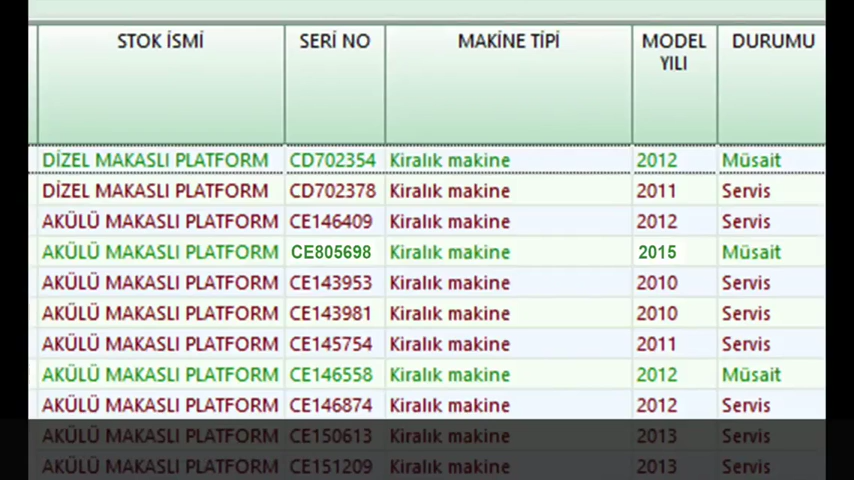 STOK İSMİ SERİ NO MAKİNE TİPİ MODEL YILI DURUMU
DİZEL MAKASLI PLATFORM CD702354 Kiralık makine 2012 Müsait
DİZEL MAKASLI PLATFORM CD702378 Kiralık makine 2011 Servis
AKÜLÜ MAKASLI PLATFORM CE146409 Kiralık makine 2012 Servis
AKÜLÜ MAKASLI PLATFORM CE805698 Kiralık makine 2015 Müsait
AKÜLÜ MAKASLI PLATFORM CE143953 Kiralık makine 2010 Servis
AKÜLÜ MAKASLI PLATFORM CE143981 Kiralık makine 2010 Servis
AKÜLÜ MAKASLI PLATFORM CE145754 Kiralık makine 2011 Servis
AKÜLÜ MAKASLI PLATFORM CE146558 Kiralık makine 2012 Müsait
AKÜLÜ MAKASLI PLATFORM CE146874 Kiralık makine 2012 Servis
AKÜLÜ MAKASLI PLATFORM CE150613 Kiralık makine 2013 Servis
AKÜLÜ MAKASLI PLATFORM CE151209 Kiralık makine 2013 Servis